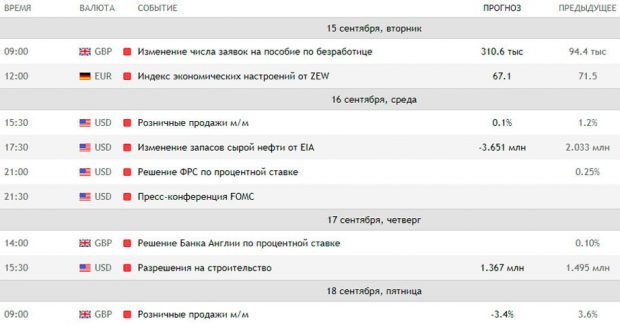 ВРЕМЯ ВАЛЮТА СОБЫТИЕ ПРОГНОЗ ПРЕДЫДУЩЕЕ
15 сентября, вторник
09:00 GBP Изменение числа заявок на пособие по безработице 310.6 тыс 94.4 тыс
12:00 EUR Индекс экономических настроений от ZEW 67.1 71.5
16 сентября, среда
15:30 USD Розничные продажи м/м 0.1% 1.2%
17:30 USD Изменение запасов сырой нефти от EIA -3.651 млн 2.033 млн
21:00 USD Решение ФРС по процентной ставке 0.25%
21:30 USD Пресс-конференция FOMC
17 сентября, четверг
14:00 GBP Решение Банка Англии по процентной ставке 0.10%
15:30 USD Разрешения на строительство 1.367 млн 1.495 млн
18 сентября, пятница
09:00 GBP Розничные продажи м/м -3.4% 3.6%